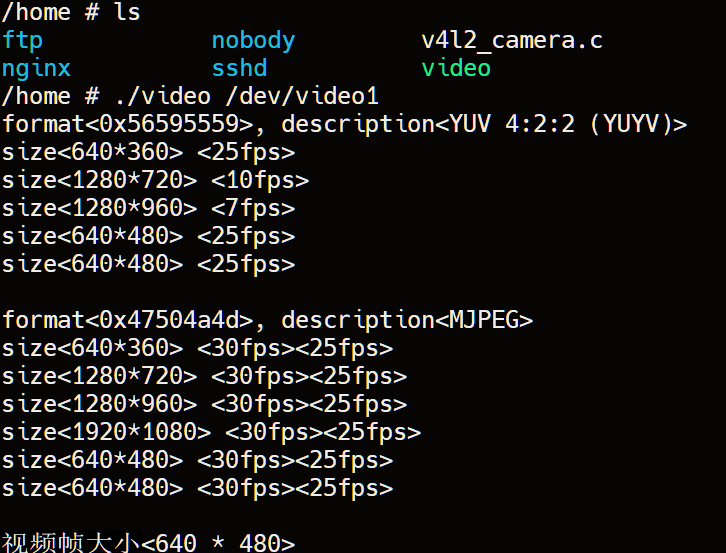 /home # ls
ftp nobody v4l2_camera.c
nginx sshd video
/home # ./video /dev/video1
format<0x56595559>, description<YUV 4:2:2 (YUYV)>
size<640*360> <25fps>
size<1280*720> <10fps>
size<1280*960> <7fps>
size<640*480> <25fps>
size<640*480> <25fps>
format<0x47504a4d>, description<MJPEG>
size<640*360> <30fps><25fps>
size<1280*720> <30fps><25fps>
size<1280*960> <30fps><25fps>
size<1920*1080> <30fps><25fps>
size<640*480> <30fps><25fps>
size<640*480> <30fps><25fps>
视频帧大小<640 * 480>